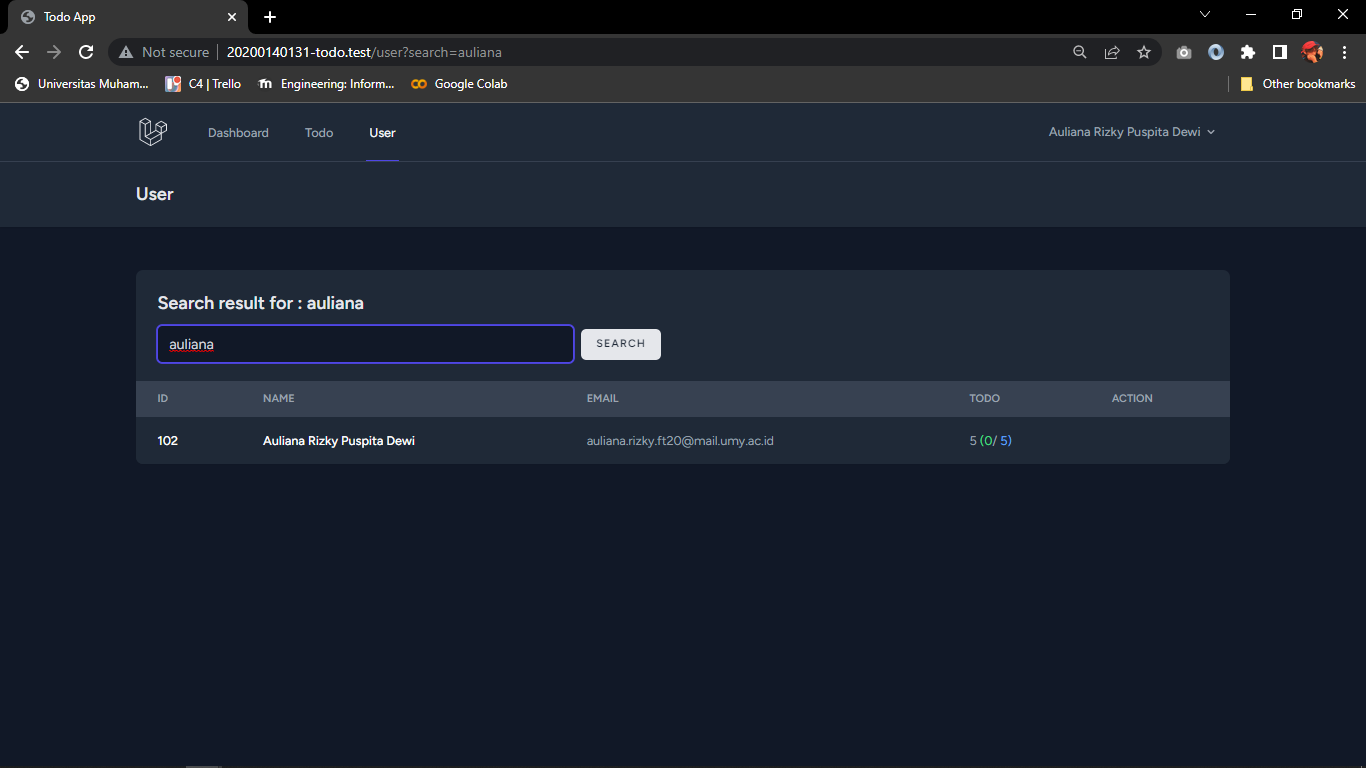 Todo App
Not secure 20200140131-todo.test/user?search=auliana
Universitas Muham... C4 | Trello Engineering: Inform... Google Colab Other bookmarks
Dashboard Todo User Auliana Rizky Puspita Dewi
User
Search result for : auliana
auliana SEARCH
ID NAME EMAIL TODO ACTION
102 Auliana Rizky Puspita Dewi auliana.rizky.ft20@mail.umy.ac.id 5 (0/ 5)